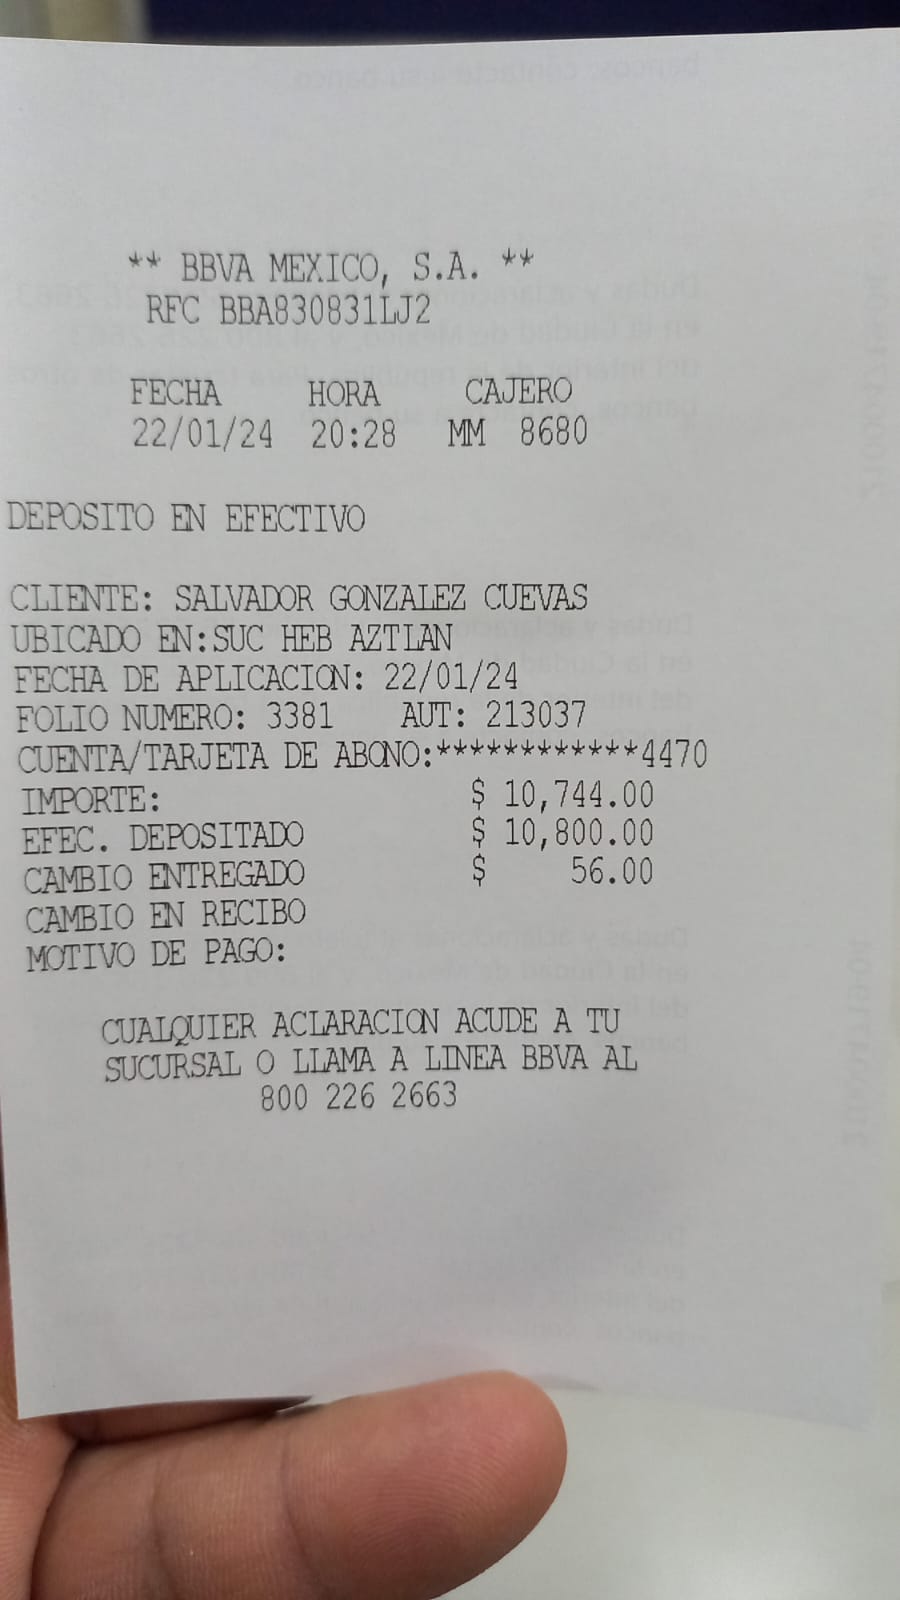 ** BBVA MEXICO, S.A. **
RFC BBA830831LJ2
FECHA HORA CAJERO
22/01/24 20:28 MM 8680
DEPOSITO EN EFECTIVO
CLIENTE: SALVADOR GONZALEZ CUEVAS
UBICADO EN:SUC HEB AZTLAN
FECHA DE APLICACION: 22/01/24
FOLIO NUMERO: 3381 AUT: 213037
CUENTA/TARJETA DE ABONO:************4470
IMPORTE: $ 10,744.00
EFEC. DEPOSITADO $ 10,800.00
CAMBIO ENTREGADO $ 56.00
CAMBIO EN RECIBO
MOTIVO DE PAGO:
CUALQUIER ACLARACION ACUDE A TU
SUCURSAL O LLAMA A LINEA BBVA AL
800 226 2663